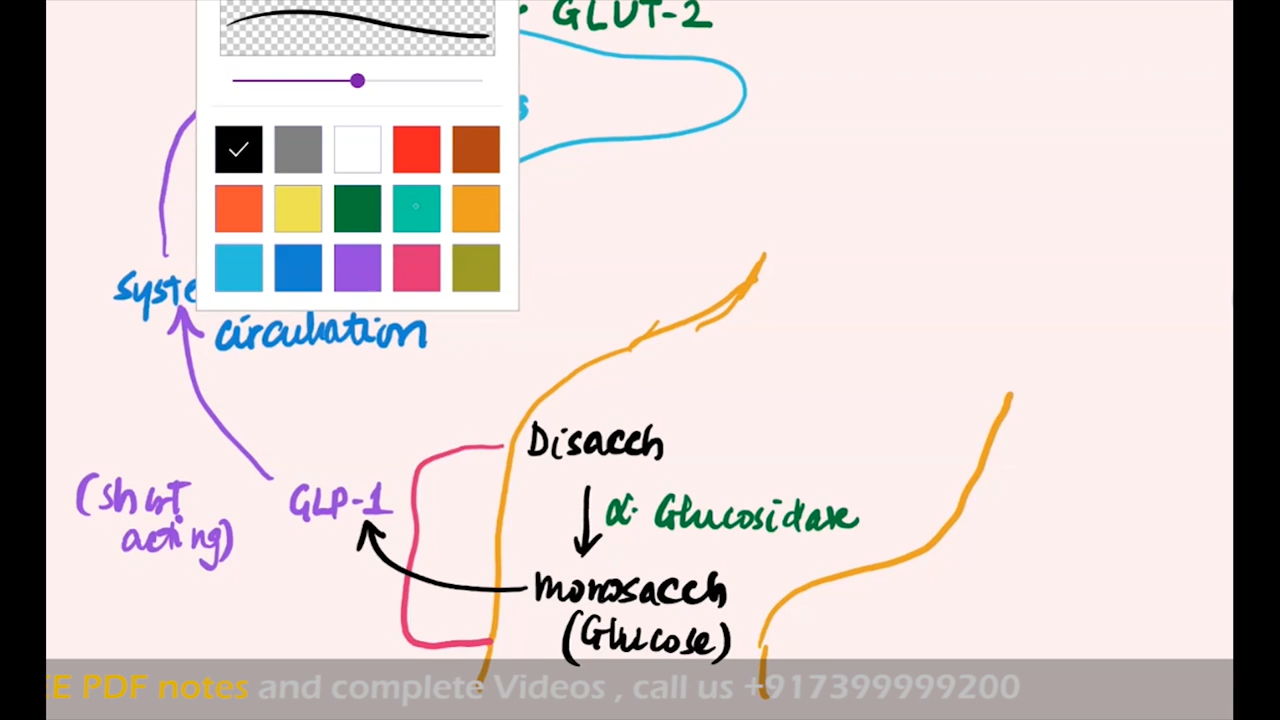 GLUT-2
s
Syste
circulation
Disacch
(short
acting)
GLP-1
α- Glucosidase
monosacch
(Glucose)
EE PDF notes and complete Videos , call us +917399999200